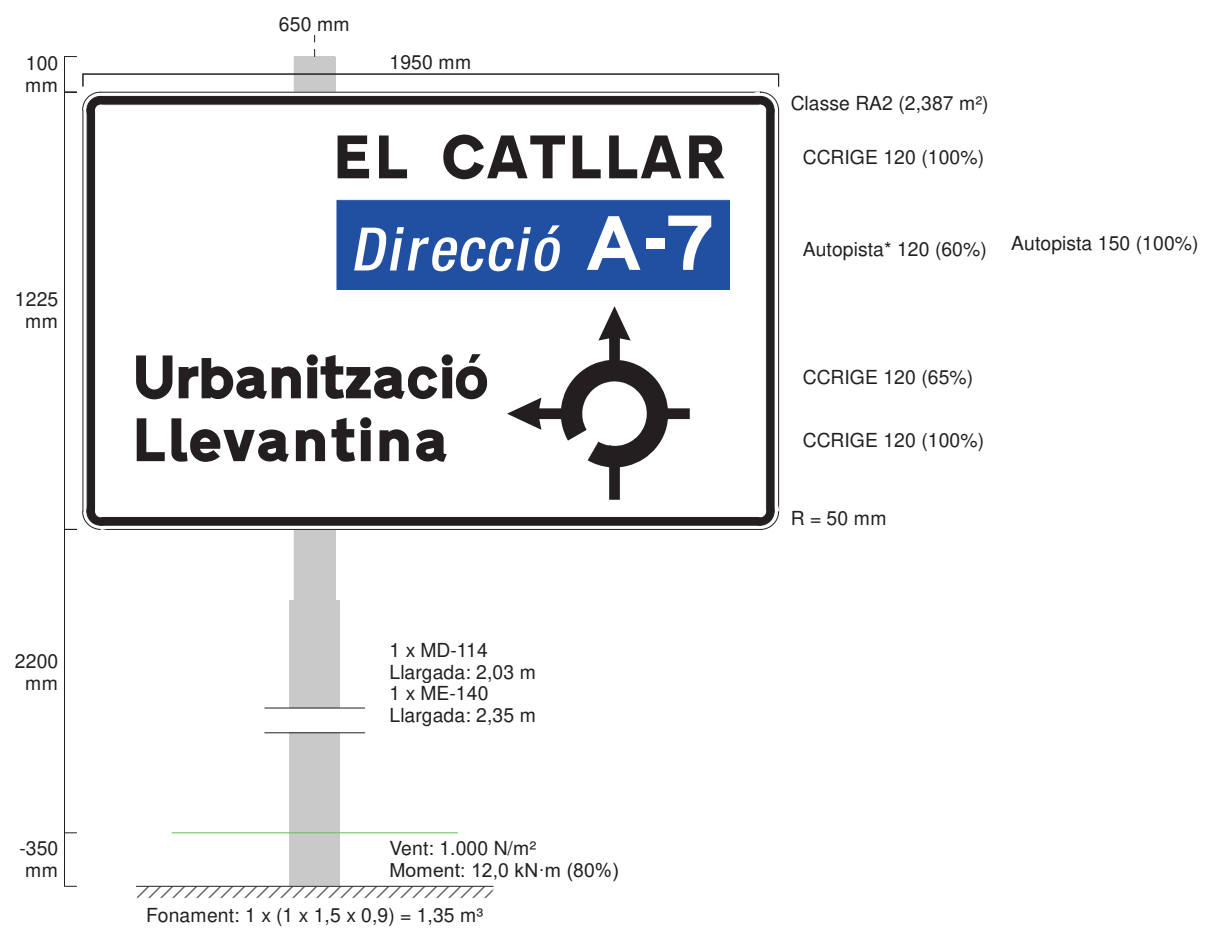 650 mm
100
mm
1950 mm
Classe RA2 (2,387 m²)
EL CATLLAR
CCRIGE 120 (100%)
Direcció A-7
Autopista* 120 (60%)
Autopista 150 (100%)
1225
mm
Urbanització
CCRIGE 120 (65%)
Llevantina
CCRIGE 120 (100%)
R = 50 mm
2200
mm
1 x MD-114
Llargada: 2,03 m
1 x ME-140
Llargada: 2,35 m
-350
mm
Vent: 1.000 N/m²
Moment: 12,0 kN·m (80%)
Fonament: 1 x (1 x 1,5 x 0,9) = 1,35 m³